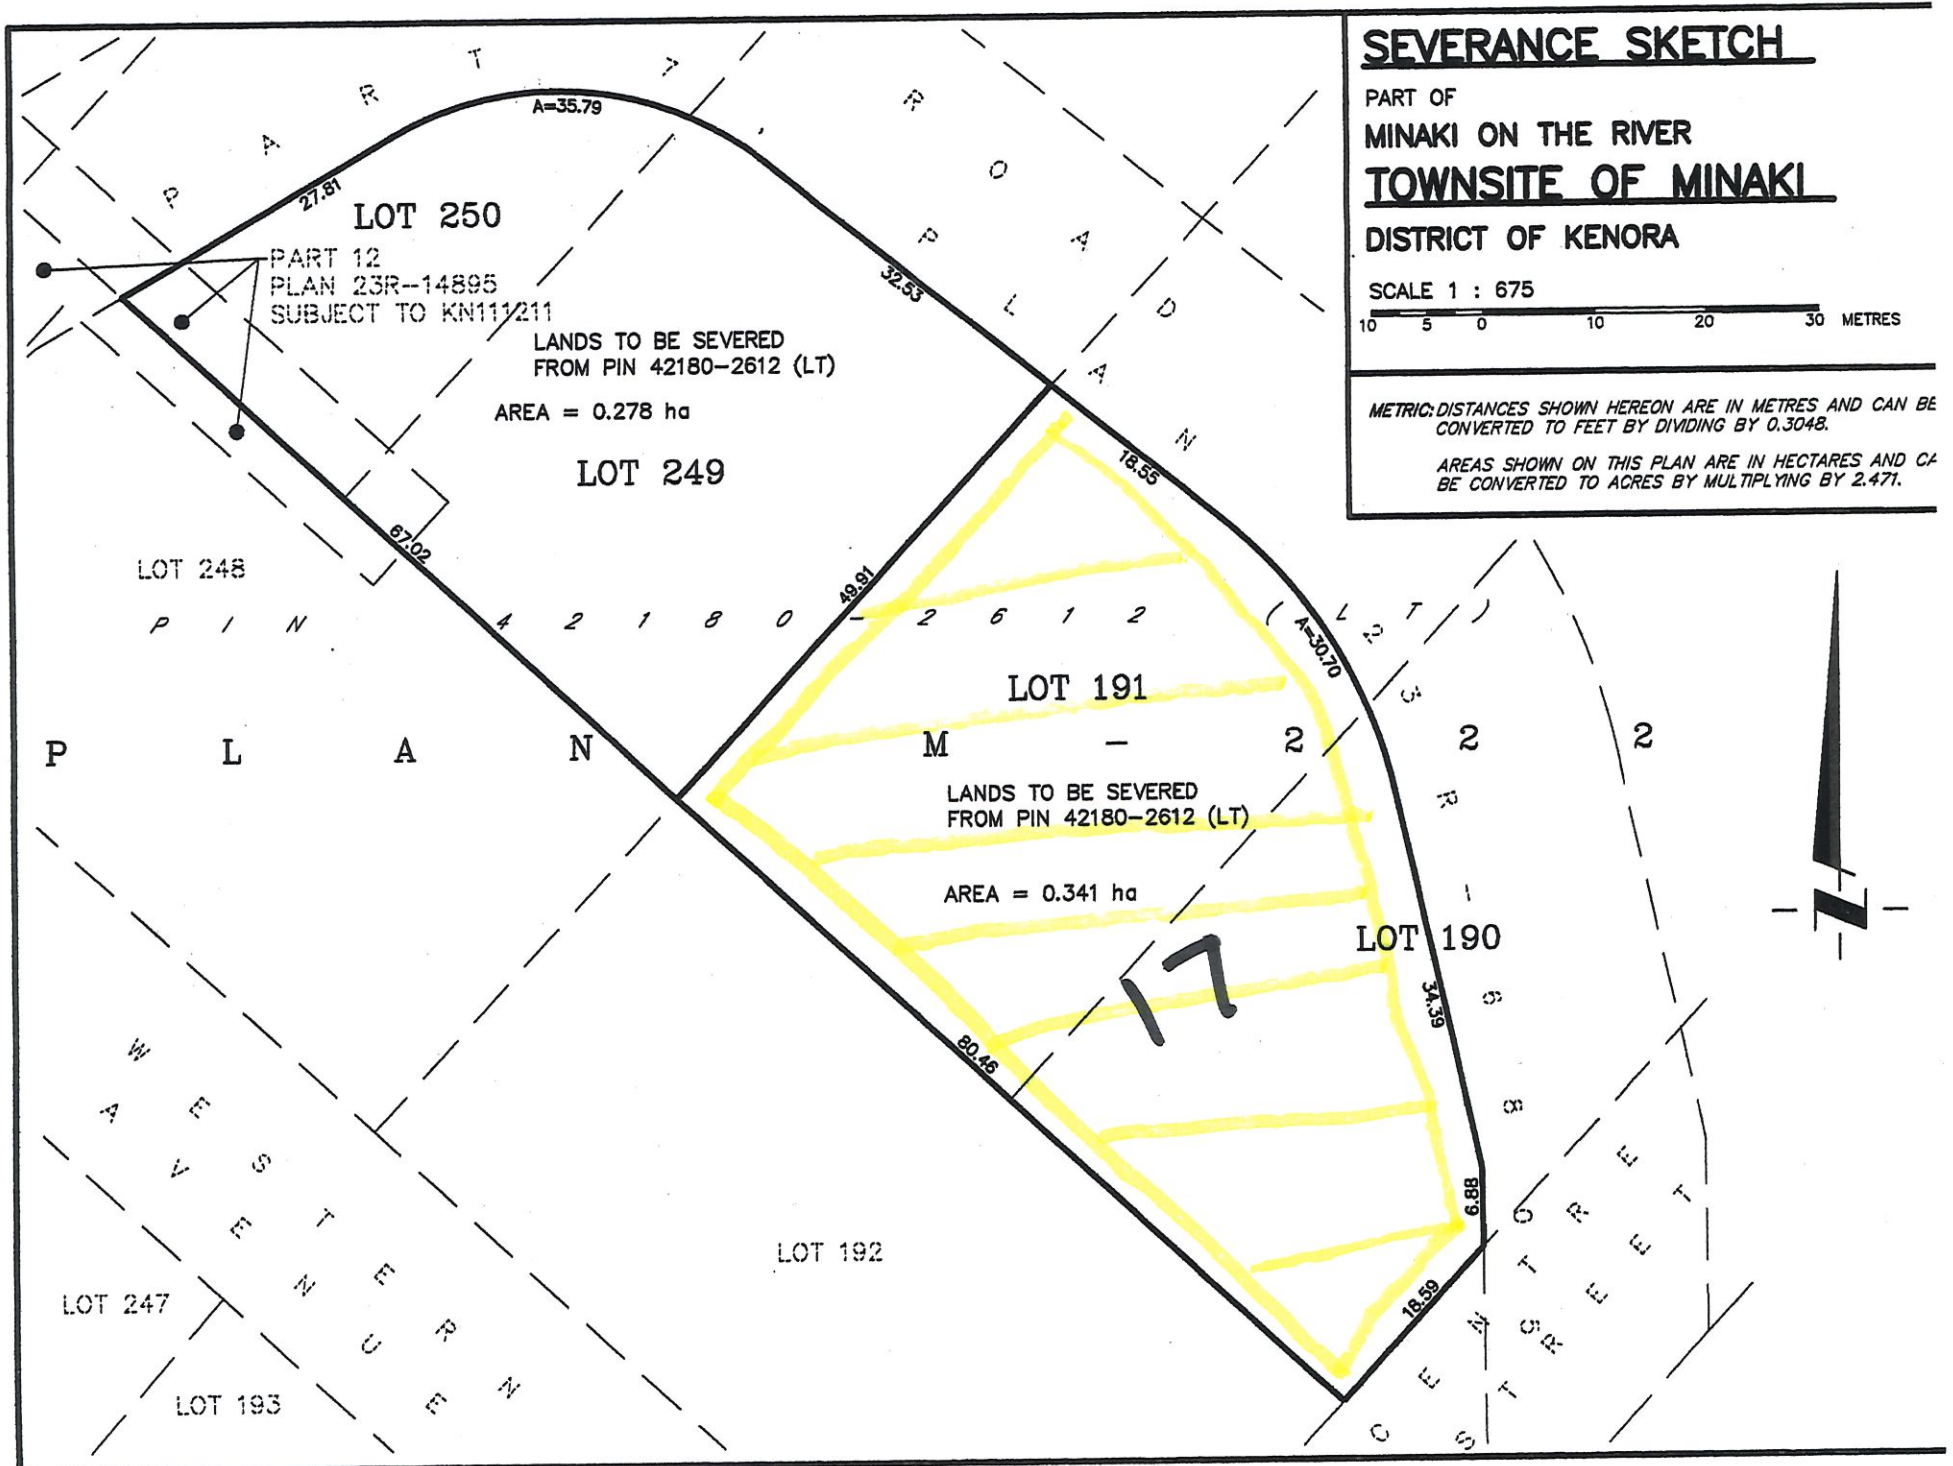 SEVERANCE SKETCH
PART OF
MINAKI ON THE RIVER
TOWNSITE OF MINAKI
DISTRICT OF KENORA
SCALE 1 : 675
10 5 0 10 20 30 METRES
METRIC: DISTANCES SHOWN HEREON ARE IN METRES AND CAN BE
CONVERTED TO FEET BY DIVIDING BY 0.3048.
AREAS SHOWN ON THIS PLAN ARE IN HECTARES AND CA
BE CONVERTED TO ACRES BY MULTIPLYING BY 2.471.
PART 7, PLAN 23R-6816
ROAD
A=35.79
27.81
LOT 250
PART 12
PLAN 23R-14895
SUBJECT TO KN111211
32.53
LANDS TO BE SEVERED
FROM PIN 42180-2612 (LT)
AREA = 0.278 ha
LOT 249
18.55
67.02
49.91
LOT 248
PIN 42180-2612 (LT)
A=30.70
LOT 191
PLAN M-222
LANDS TO BE SEVERED
FROM PIN 42180-2612 (LT)
AREA = 0.341 ha
LOT 190
17
34.39
80.46
N
WESTERN
AVENUE
6.88
LOT 192
18.59
CENTRE
STREET
LOT 247
LOT 193